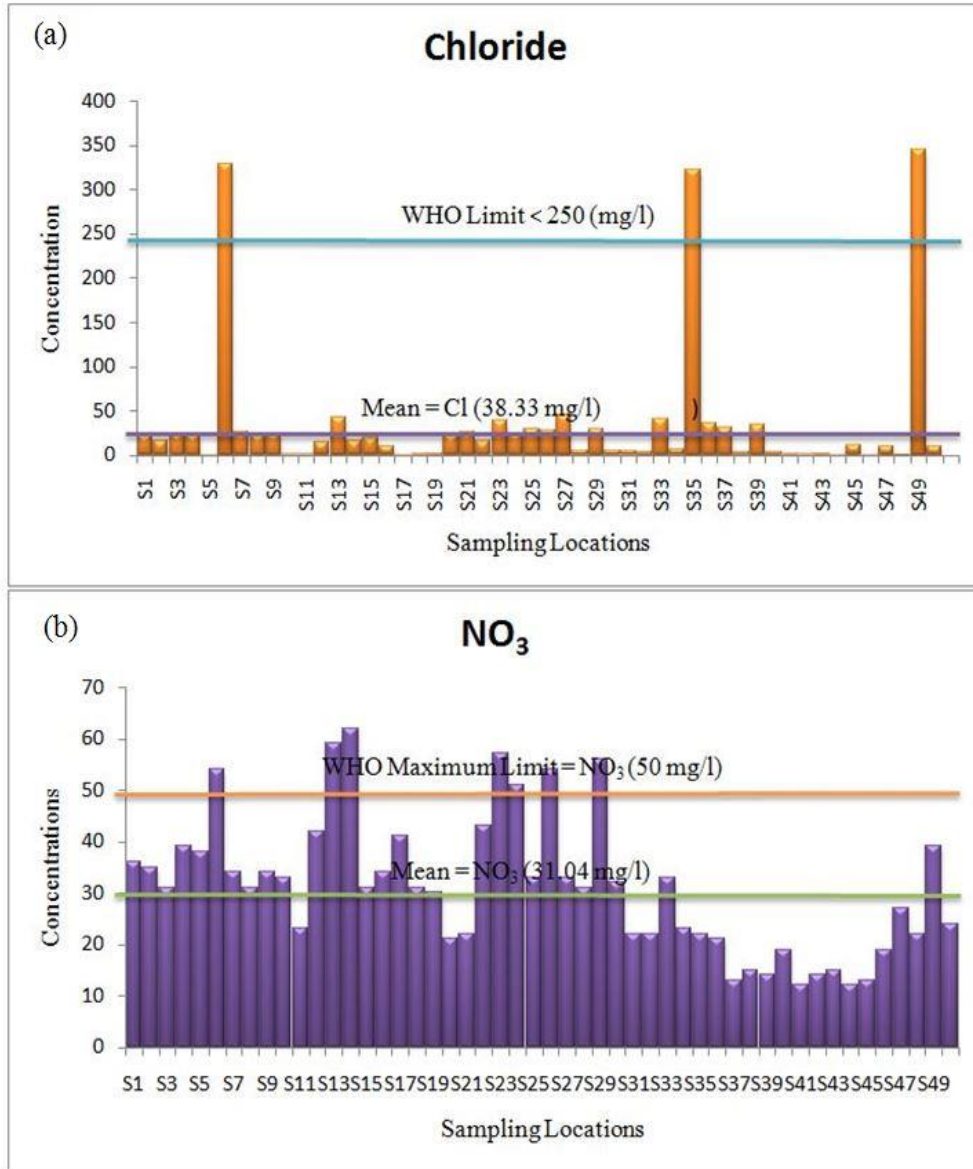 (a)
Chloride
400
350
300
250
200
150
100
50
0
Concentration
WHO Limit < 250 (mg/l)
Mean = Cl (38.33 mg/l) )
S1 S3 S5 S7 S9 S11 S13 S15 S17 S19 S21 S23 S25 S27 S29 S31 S33 S35 S37 S39 S41 S43 S45 S47 S49
Sampling Locations
(b)
NO₃
70
60
50
40
30
20
10
0
Concentrations
WHO Maximum Limit = NO₃ (50 mg/l)
Mean = NO₃ (31.04 mg/l)
S1 S3 S5 S7 S9 S11 S13 S15 S17 S19 S21 S23 S25 S27 S29 S31 S33 S35 S37 S39 S41 S43 S45 S47 S49
Sampling Locations